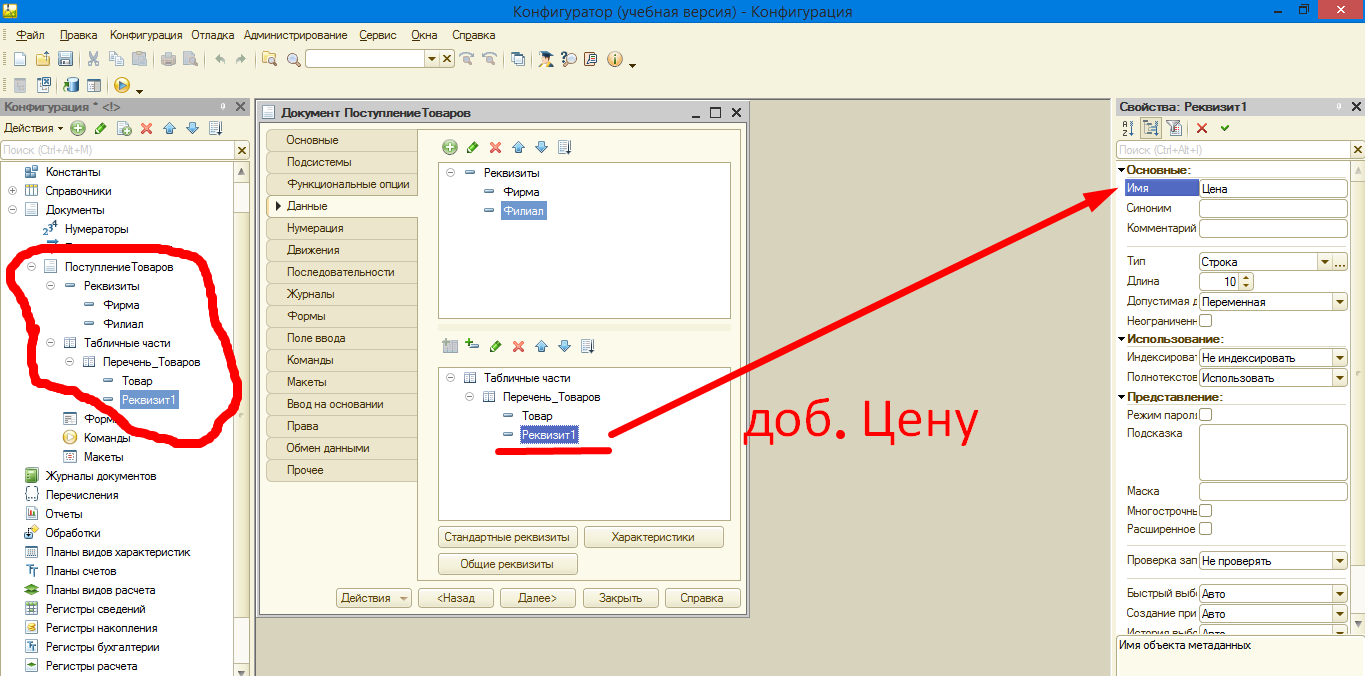 Конфигуратор (учебная версия) - Конфигурация
Файл Правка Конфигурация Отладка Администрирование Сервис Окна Справка
Конфигурация * <!>
Действия
Поиск (Ctrl+Alt+M)
Константы
Справочники
Документы
Нумераторы
ПоступлениеТоваров
Реквизиты
Фирма
Филиал
Табличные части
Перечень_Товаров
Товар
Реквизит1
Форм
Команды
Макеты
Журналы документов
Перечисления
Отчеты
Обработки
Планы видов характеристик
Планы счетов
Планы видов расчета
Регистры сведений
Регистры накопления
Регистры бухгалтерии
Регистры расчета
Документ ПоступлениеТоваров
Основные
Подсистемы
Функциональные опции
Данные
Нумерация
Движения
Последовательности
Журналы
Формы
Поле ввода
Команды
Макеты
Ввод на основании
Права
Обмен данными
Прочее
Реквизиты
Фирма
Филиал
Табличные части
Перечень_Товаров
Товар
Реквизит1
Стандартные реквизиты Характеристики
Общие реквизиты
Действия <Назад Далее> Закрыть Справка
доб. Цену
Свойства: Реквизит1
Поиск (Ctrl+Alt+I)
Основные:
Имя Цена
Синоним
Комментарий
Тип Строка ...
Длина 10
Допустимая д Переменная
Неограниченн
Использование:
Индексироват Не индексировать
Полнотекстов Использовать
Представление:
Режим пароля
Подсказка
Маска
Многострочны
Расширенное
Проверка зап Не проверять
Быстрый выбо Авто
Создание при Авто
История выбо Авто
Имя объекта метаданных